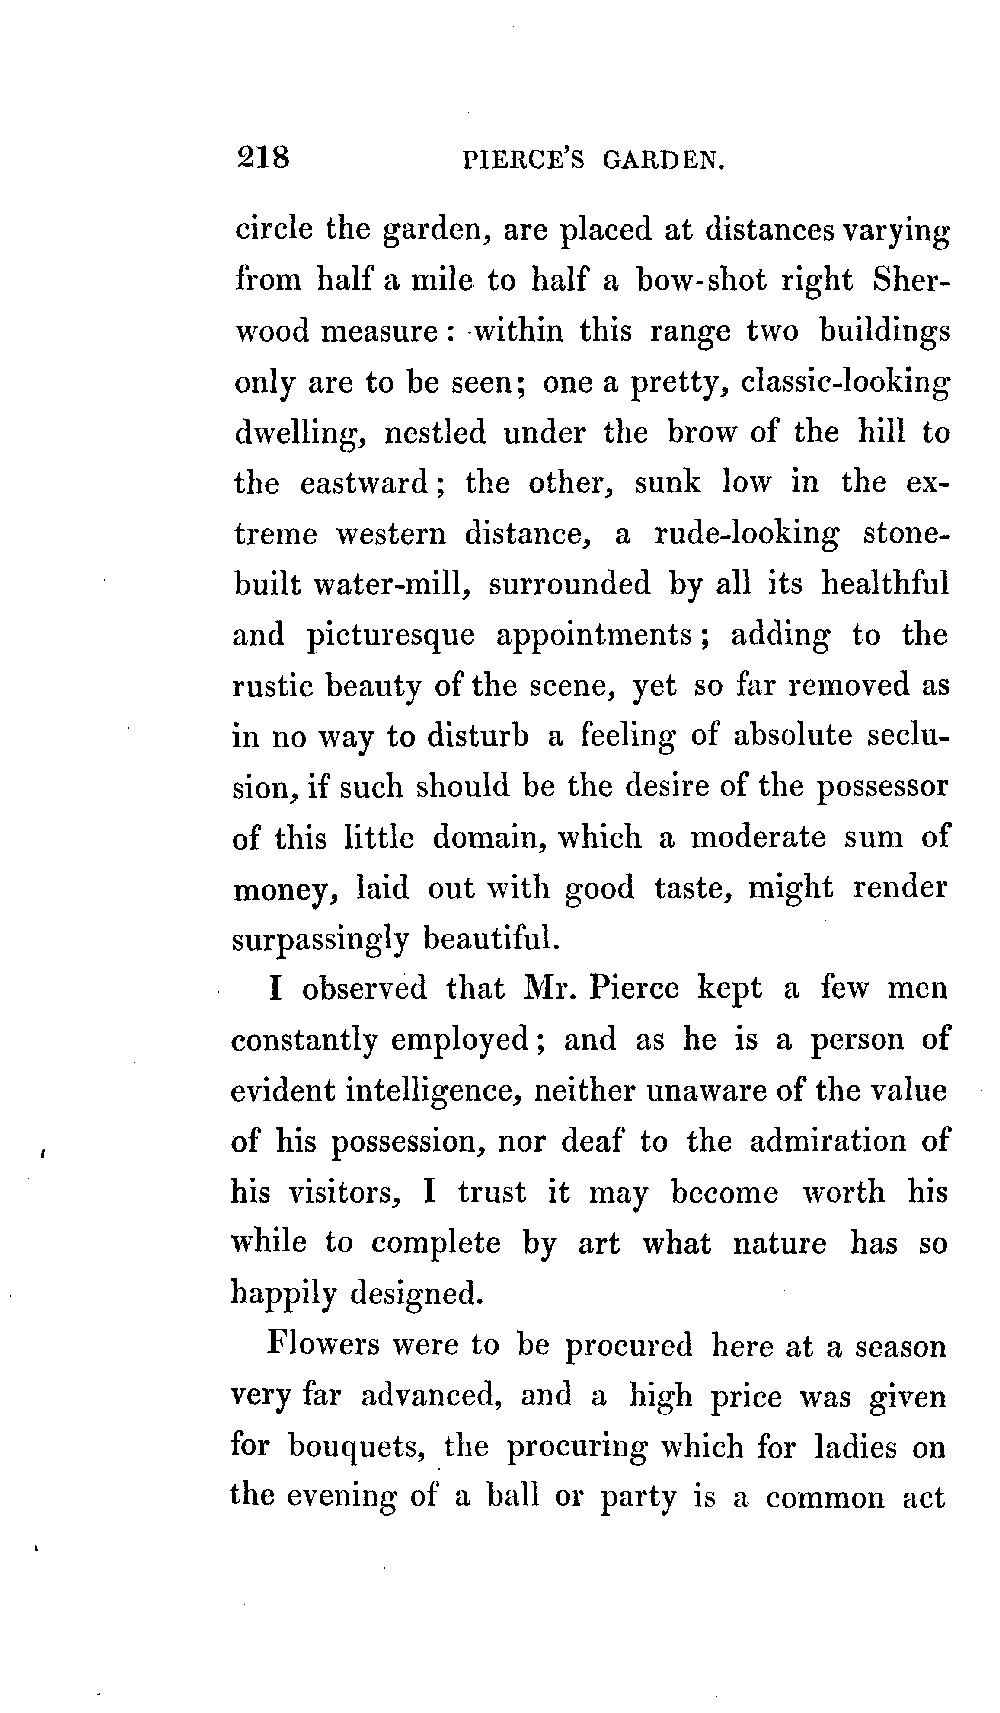 218 PIERCE'S GARDEN.
circle the garden, are placed at distances varying
from half a mile to half a bow-shot right Sher-
wood measure : within this range two buildings
only are to be seen; one a pretty, classic-looking
dwelling, nestled under the brow of the hill to
the eastward ; the other, sunk low in the ex-
treme western distance, a rude-looking stone-
built water-mill, surrounded by all its healthful
and picturesque appointments ; adding to the
rustic beauty of the scene, yet so far removed as
in no way to disturb a feeling of absolute seclu-
sion, if such should be the desire of the possessor
of this little domain, which a moderate sum of
money, laid out with good taste, might render
surpassingly beautiful.
I observed that Mr. Pierce kept a few men
constantly employed ; and as he is a person of
evident intelligence, neither unaware of the value
of his possession, nor deaf to the admiration of
his visitors, I trust it may become worth his
while to complete by art what nature has so
happily designed.
Flowers were to be procured here at a season
very far advanced, and a high price was given
for bouquets, the procuring which for ladies on
the evening of a ball or party is a common act